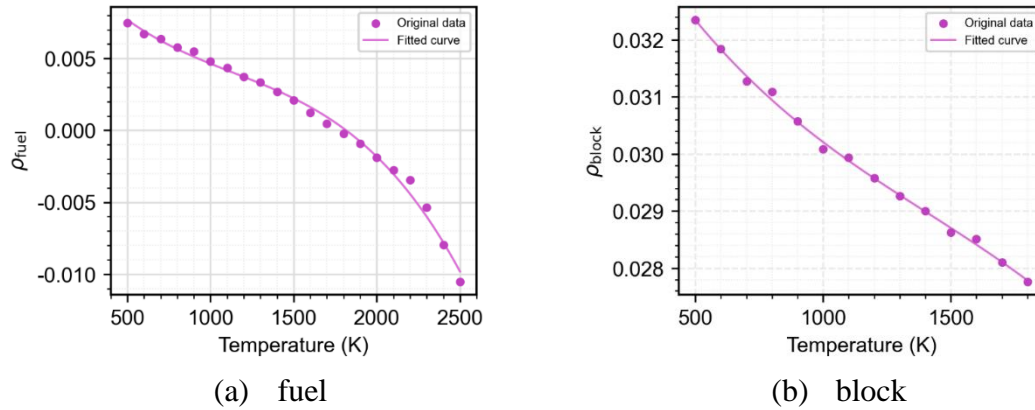 Original data
Fitted curve
0.005
0.000
-0.005
-0.010
ρfuel
500 1000 1500 2000 2500
Temperature (K)
(a) fuel
Original data
Fitted curve
0.032
0.031
0.030
0.029
0.028
ρblock
500 1000 1500
Temperature (K)
(b) block